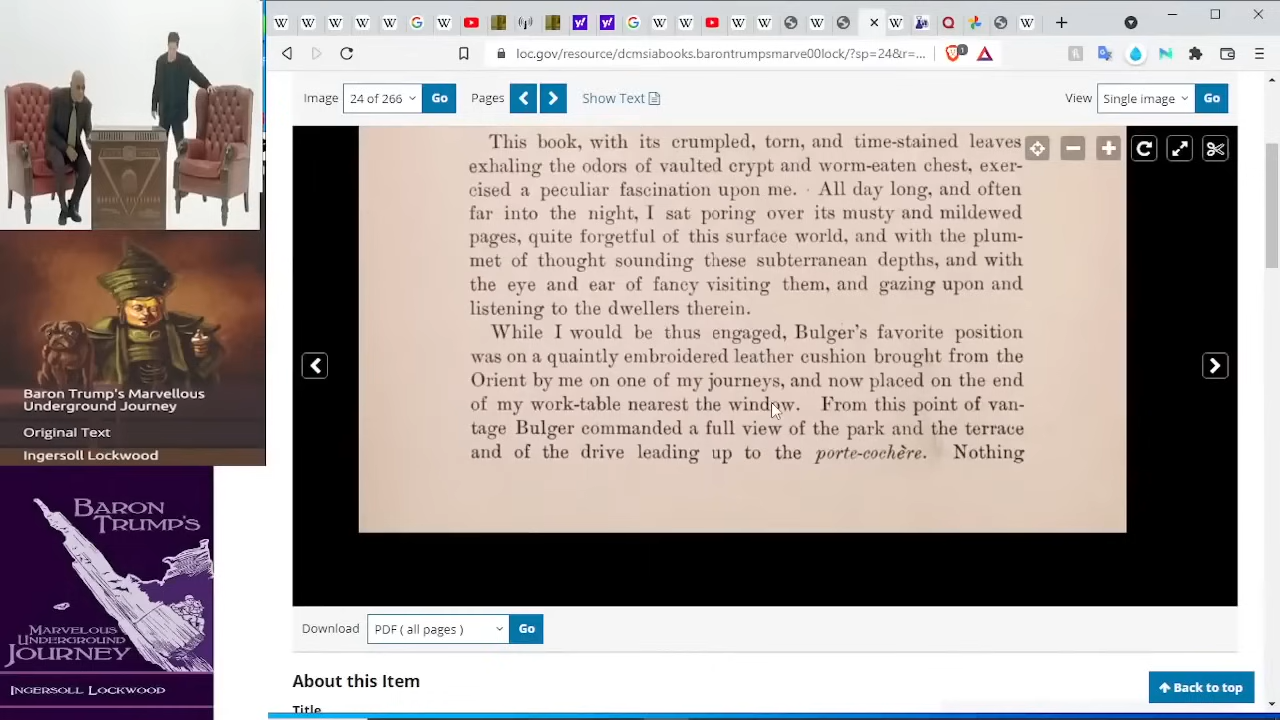 loc.gov/resource/dcmsiabooks.barontrumpsmarve00lock/?sp=24&r=...
Image
24 of 266
Go
Pages
Show Text
View
Single image
Go
This book, with its crumpled, torn, and time-stained leaves
exhaling the odors of vaulted crypt and worm-eaten chest, exer-
cised a peculiar fascination upon me. All day long, and often
far into the night, I sat poring over its musty and mildewed
pages, quite forgetful of this surface world, and with the plum-
met of thought sounding these subterranean depths, and with
the eye and ear of fancy visiting them, and gazing upon and
listening to the dwellers therein.
While I would be thus engaged, Bulger's favorite position
was on a quaintly embroidered leather cushion brought from the
Orient by me on one of my journeys, and now placed on the end
of my work-table nearest the window. From this point of van-
tage Bulger commanded a full view of the park and the terrace
and of the drive leading up to the porte-cochère. Nothing
Download
PDF ( all pages )
Go
About this Item
Title
Back to top
Baron Trump's Marvellous
Underground Journey
Original Text
Ingersoll Lockwood
BARON
TRUMP'S
MARVELOUS
UNDERGROUND
JOURNEY
INGERSOLL LOCKWOOD